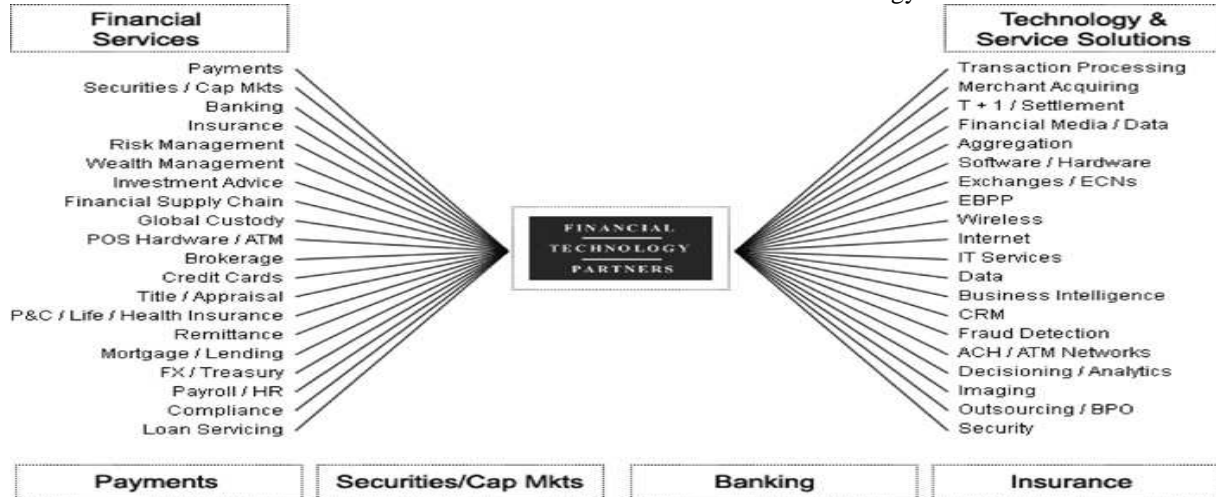 Financial
Services
Payments
Securities / Cap Mkts
Banking
Insurance
Risk Management
Wealth Management
Investment Advice
Financial Supply Chain
Global Custody
POS Hardware / ATM
Brokerage
Credit Cards
Title / Appraisal
P&C / Life / Health Insurance
Remittance
Mortgage / Lending
FX / Treasury
Payroll / HR
Compliance
Loan Servicing
FINANCIAL
TECHNOLOGY
PARTNERS
Technology &
Service Solutions
Transaction Processing
Merchant Acquiring
T + 1 / Settlement
Financial Media / Data
Aggregation
Software / Hardware
Exchanges / ECNs
EBPP
Wireless
Internet
IT Services
Data
Business Intelligence
CRM
Fraud Detection
ACH / ATM Networks
Decisioning / Analytics
Imaging
Outsourcing / BPO
Security
Payments
Securities/Cap Mkts
Banking
Insurance